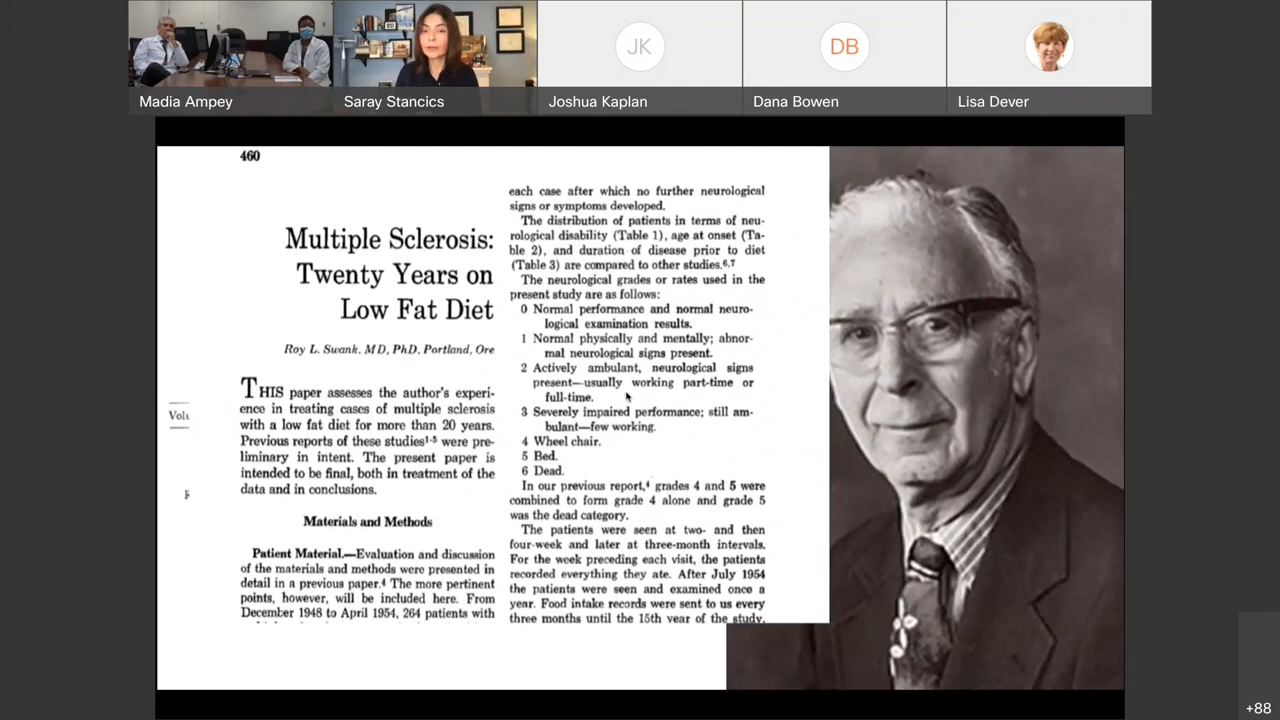 JK
DB
Madia Ampey
Saray Stancics
Joshua Kaplan
Dana Bowen
Lisa Dever
460
Multiple Sclerosis:
Twenty Years on
Low Fat Diet
Roy L. Swank, MD, PhD, Portland, Ore
THIS paper assesses the author's experi-
ence in treating cases of multiple sclerosis
with a low fat diet for more than 20 years.
Previous reports of these studies1-5 were pre-
liminary in intent. The present paper is
intended to be final, both in treatment of the
data and in conclusions.
Materials and Methods
Patient Material.—Evaluation and discussion
of the materials and methods were presented in
detail in a previous paper.4 The more pertinent
points, however, will be included here. From
December 1948 to April 1954, 264 patients with
each case after which no further neurological
signs or symptoms developed.
The distribution of patients in terms of neu-
rological disability (Table 1), age at onset (Ta-
ble 2), and duration of disease prior to diet
(Table 3) are compared to other studies.6,7
The neurological grades or rates used in the
present study are as follows:
0 Normal performance and normal neuro-
logical examination results.
1 Normal physically and mentally; abnor-
mal neurological signs present.
2 Actively ambulant, neurological signs
present—usually working part-time or
full-time.
3 Severely impaired performance; still am-
bulant—few working.
4 Wheel chair.
5 Bed.
6 Dead.
In our previous report,4 grades 4 and 5 were
combined to form grade 4 alone and grade 5
was the dead category.
The patients were seen at two- and then
four-week and later at three-month intervals.
For the week preceding each visit, the patients
recorded everything they ate. After July 1954
the patients were seen and examined once a
year. Food intake records were sent to us every
three months until the 15th year of the study,
+88